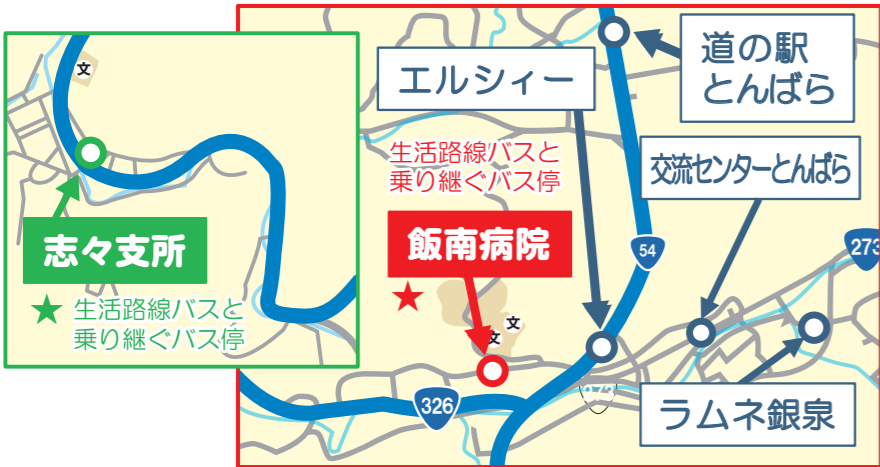 文
志々支所
★ 生活路線バスと
乗り継ぐバス停
エルシィー
道の駅
とんばら
生活路線バスと
乗り継ぐバス停
交流センターとんばら
飯南病院
★
54
273
文
文
326
273
ラムネ銀泉